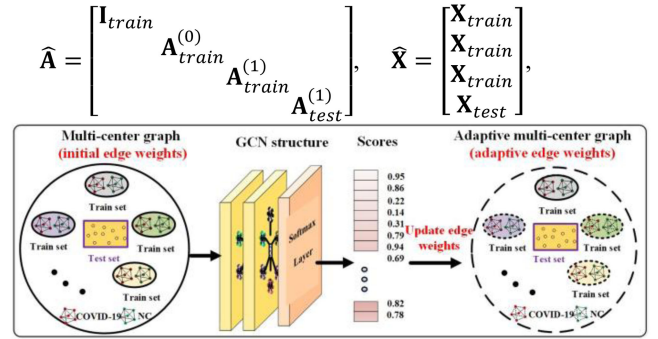 I_train
A_train^(0)
A_train^(1)
A_test^(1)
Â = [ ], X̂ = [ ],
X_train
X_train
X_train
X_test
Multi-center graph
(initial edge weights)
Train set
Train set
Test set
Train set
Train set
COVID-19 NC
GCN structure
Softmax
Layer
Scores
0.95
0.86
0.22
0.14
0.31
0.79
0.94
0.69
0.82
0.78
Update edge
weights
Adaptive multi-center graph
(adaptive edge weights)
Train set
Train set
Test set
Train set
Train set
COVID-19 NC